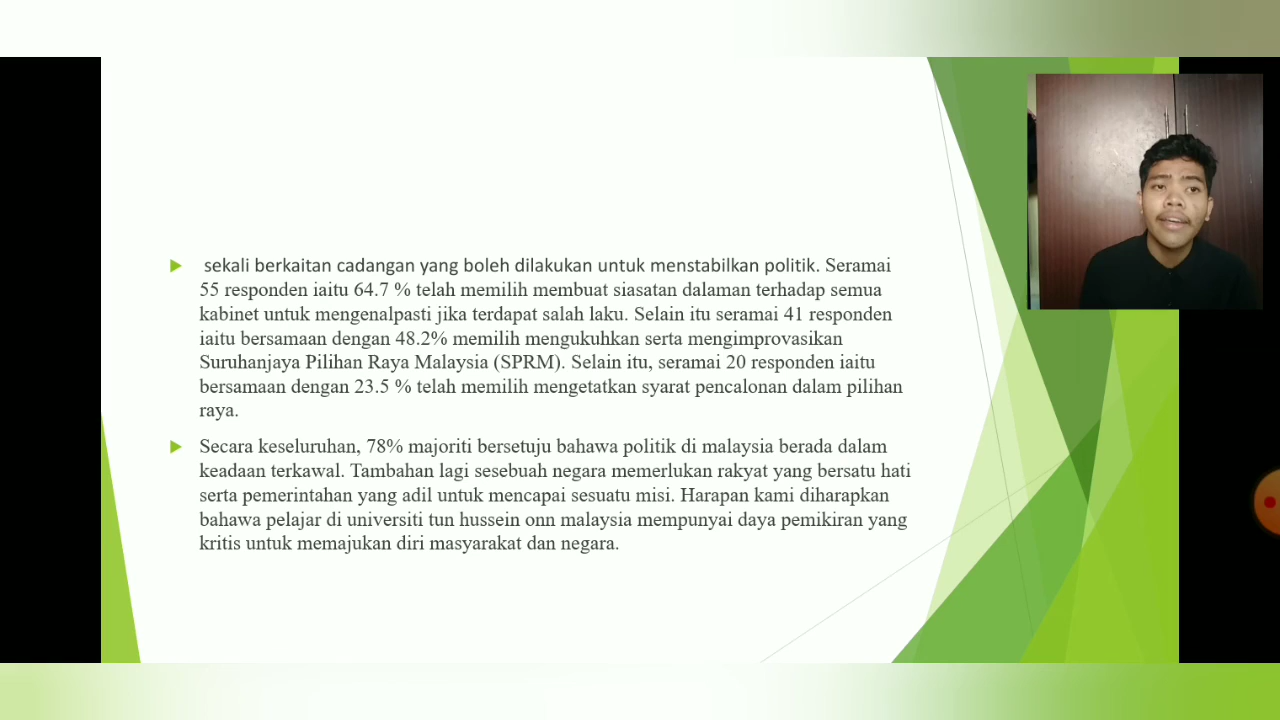 sekali berkaitan cadangan yang boleh dilakukan untuk menstabilkan politik. Seramai
55 responden iaitu 64.7 % telah memilih membuat siasatan dalaman terhadap semua
kabinet untuk mengenalpasti jika terdapat salah laku. Selain itu seramai 41 responden
iaitu bersamaan dengan 48.2% memilih mengukuhkan serta mengimprovasikan
Suruhanjaya Pilihan Raya Malaysia (SPRM). Selain itu, seramai 20 responden iaitu
bersamaan dengan 23.5 % telah memilih mengetatkan syarat pencalonan dalam pilihan
raya.
Secara keseluruhan, 78% majoriti bersetuju bahawa politik di malaysia berada dalam
keadaan terkawal. Tambahan lagi sesebuah negara memerlukan rakyat yang bersatu hati
serta pemerintahan yang adil untuk mencapai sesuatu misi. Harapan kami diharapkan
bahawa pelajar di universiti tun hussein onn malaysia mempunyai daya pemikiran yang
kritis untuk memajukan diri masyarakat dan negara.